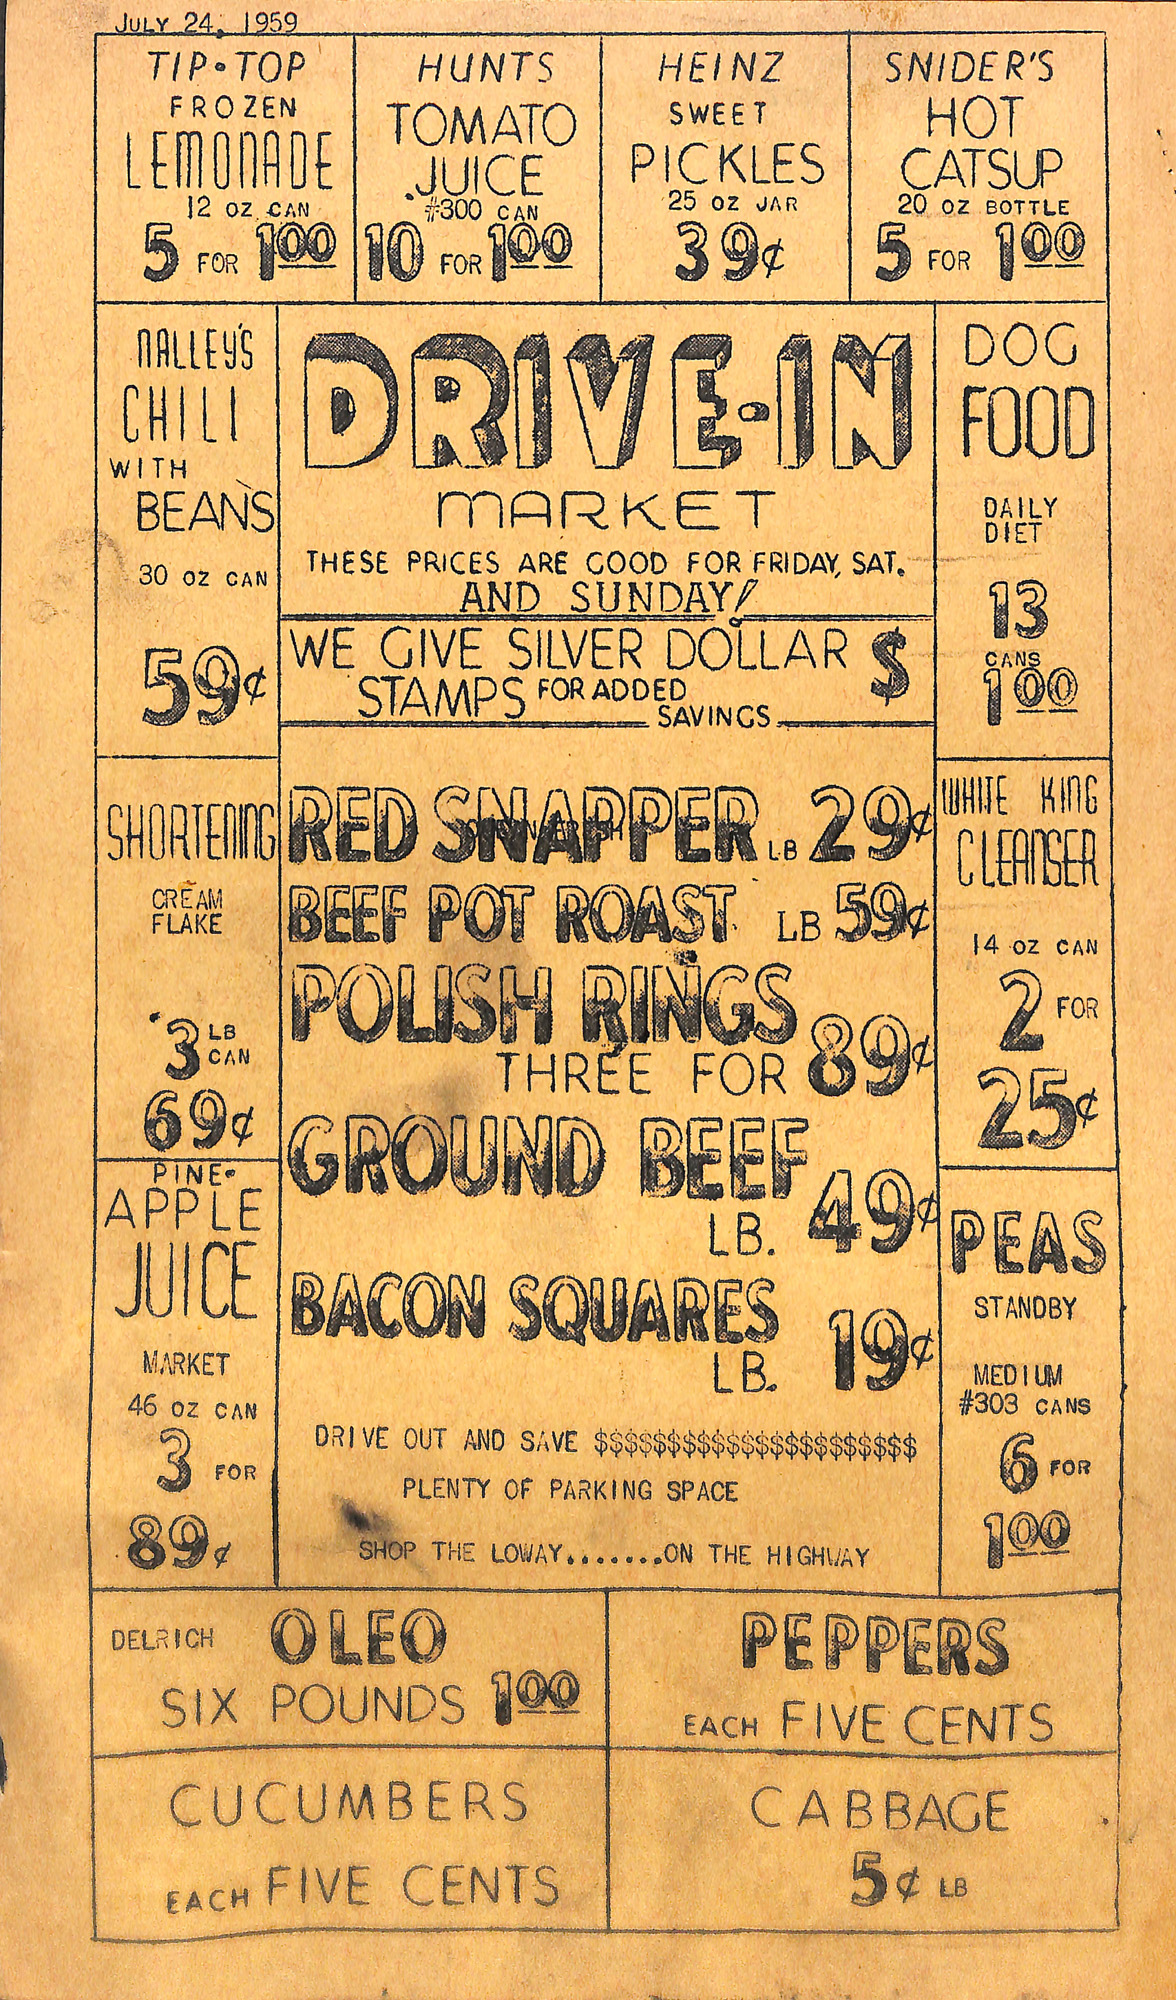 JULY 24, 1959
TIP•TOP
FROZEN
LEMONADE
12 OZ CAN
5 FOR 1.00
HUNTS
TOMATO
JUICE
#300 CAN
10 FOR 1.00
HEINZ
SWEET
PICKLES
25 OZ JAR
39¢
SNIDER'S
HOT
CATSUP
20 OZ BOTTLE
5 FOR 1.00
NALLEY'S
CHILI
WITH
BEANS
30 OZ CAN
59¢
DRIVE-IN
MARKET
THESE PRICES ARE GOOD FOR FRIDAY, SAT.
AND SUNDAY!
WE GIVE SILVER DOLLAR $
STAMPS FOR ADDED
SAVINGS
DOG
FOOD
DAILY
DIET
13
CANS
1.00
SHORTENING
CREAM
FLAKE
3 LB
CAN
69¢
RED SNAPPER LB 29¢
BEEF POT ROAST LB 59¢
POLISH RINGS
THREE FOR 89¢
GROUND BEEF
LB. 49¢
BACON SQUARES
LB. 19¢
DRIVE OUT AND SAVE $$$$$$$$$$$$$$$$$$$$$$
PLENTY OF PARKING SPACE
SHOP THE LOWAY........ON THE HIGHWAY
WHITE KING
CLEANSER
14 OZ CAN
2 FOR
25¢
PINE-
APPLE
JUICE
MARKET
46 OZ CAN
3 FOR
89¢
PEAS
STANDBY
MEDIUM
#303 CANS
6 FOR
1.00
DELRICH OLEO
SIX POUNDS 1.00
PEPPERS
EACH FIVE CENTS
CUCUMBERS
EACH FIVE CENTS
CABBAGE
5¢ LB